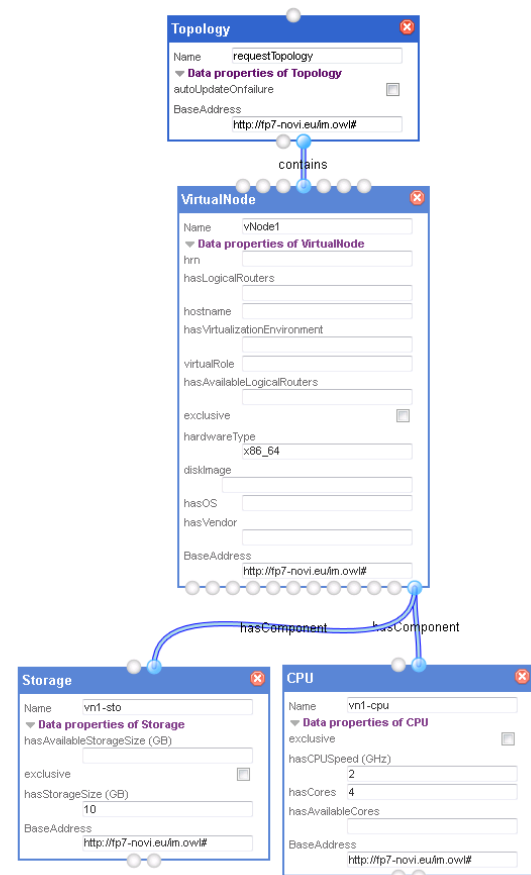 Topology
Name requestTopology
Data properties of Topology
autoUpdateOnfailure
BaseAddress
http://fp7-novi.eu/im.owl#
contains
VirtualNode
Name vNode1
Data properties of VirtualNode
hrn
hasLogicalRouters
hostname
hasVirtualizationEnvironment
virtualRole
hasAvailableLogicalRouters
exclusive
hardwareType
x86_64
diskImage
hasOS
hasVendor
BaseAddress
http://fp7-novi.eu/im.owl#
hasComponent hasComponent
Storage
Name vn1-sto
Data properties of Storage
hasAvailableStorageSize (GB)
exclusive
hasStorageSize (GB)
10
BaseAddress
http://fp7-novi.eu/im.owl#
CPU
Name vn1-cpu
Data properties of CPU
exclusive
hasCPUSpeed (GHz)
2
hasCores 4
hasAvailableCores
BaseAddress
http://fp7-novi.eu/im.owl#